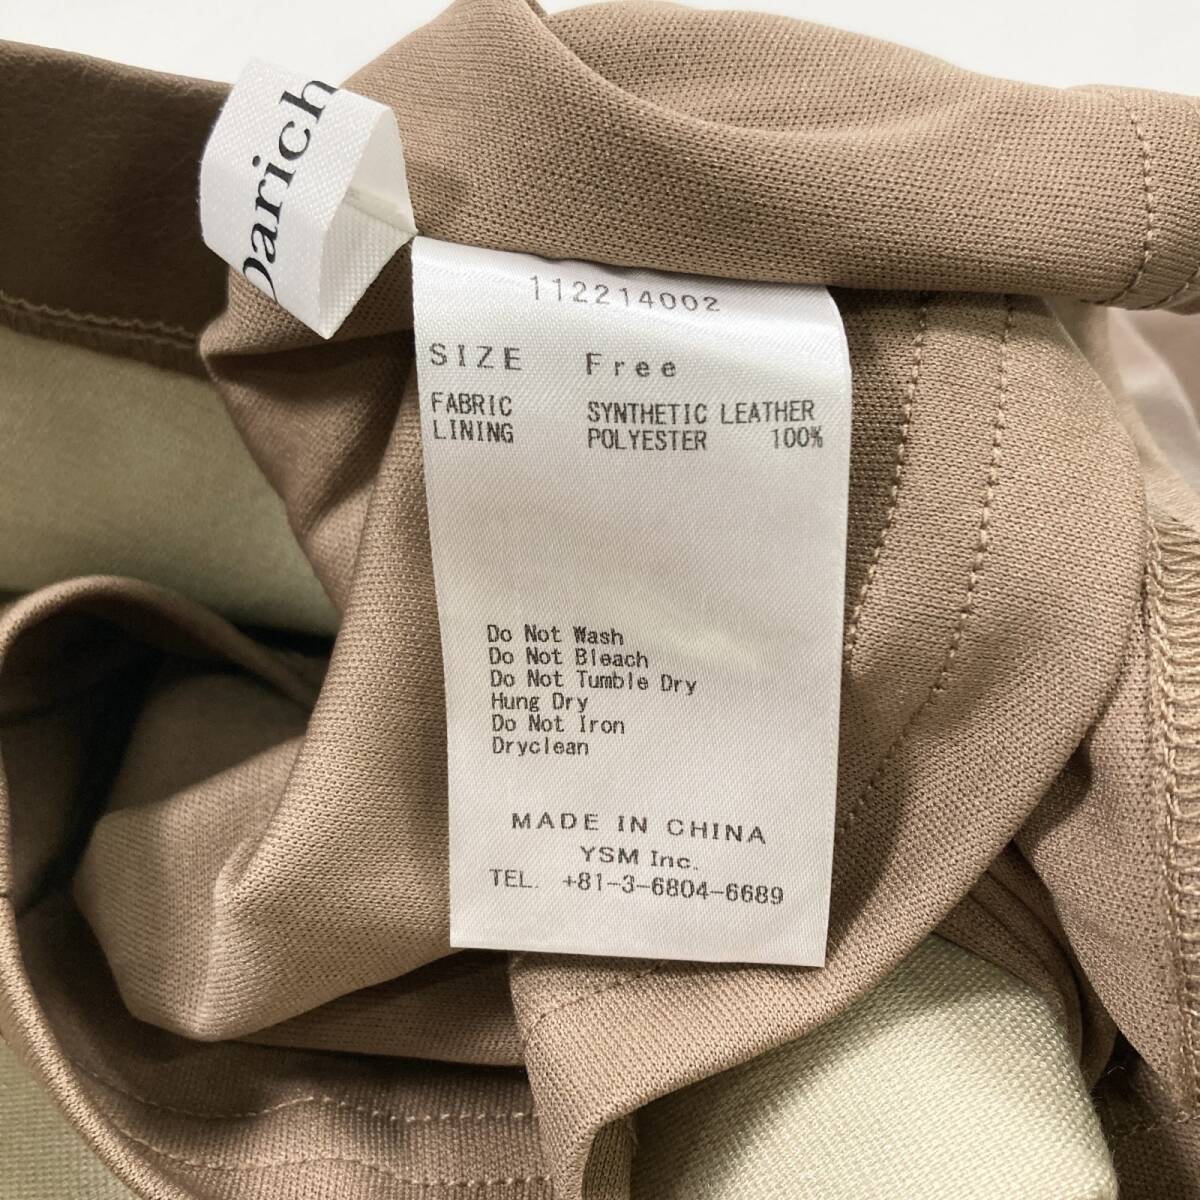 Darich
112214002
SIZE Free
FABRIC SYNTHETIC LEATHER
LINING POLYESTER 100%
Do Not Wash
Do Not Bleach
Do Not Tumble Dry
Hung Dry
Do Not Iron
Dryclean
MADE IN CHINA
YSM Inc.
TEL. +81-3-6804-6689